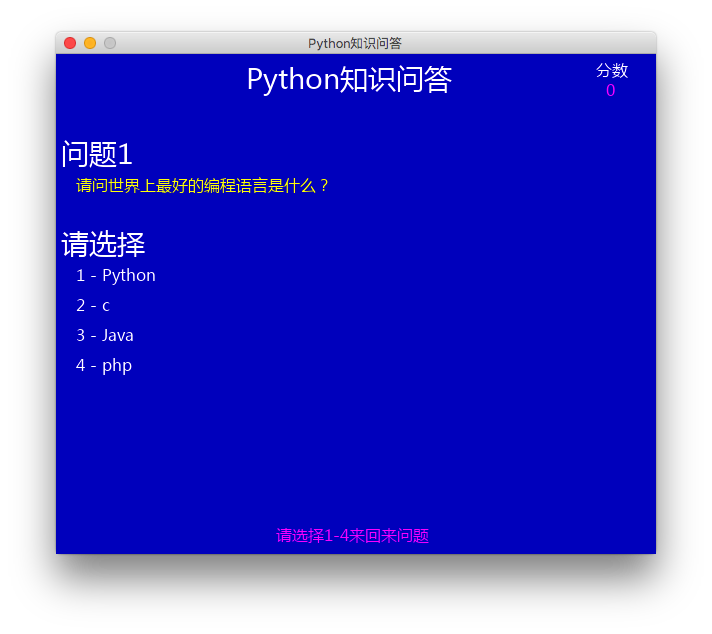 Python知识问答
Python知识问答
分数
0
问题1
请问世界上最好的编程语言是什么？
请选择
1 - Python
2 - c
3 - Java
4 - php
请选择1-4来回来问题